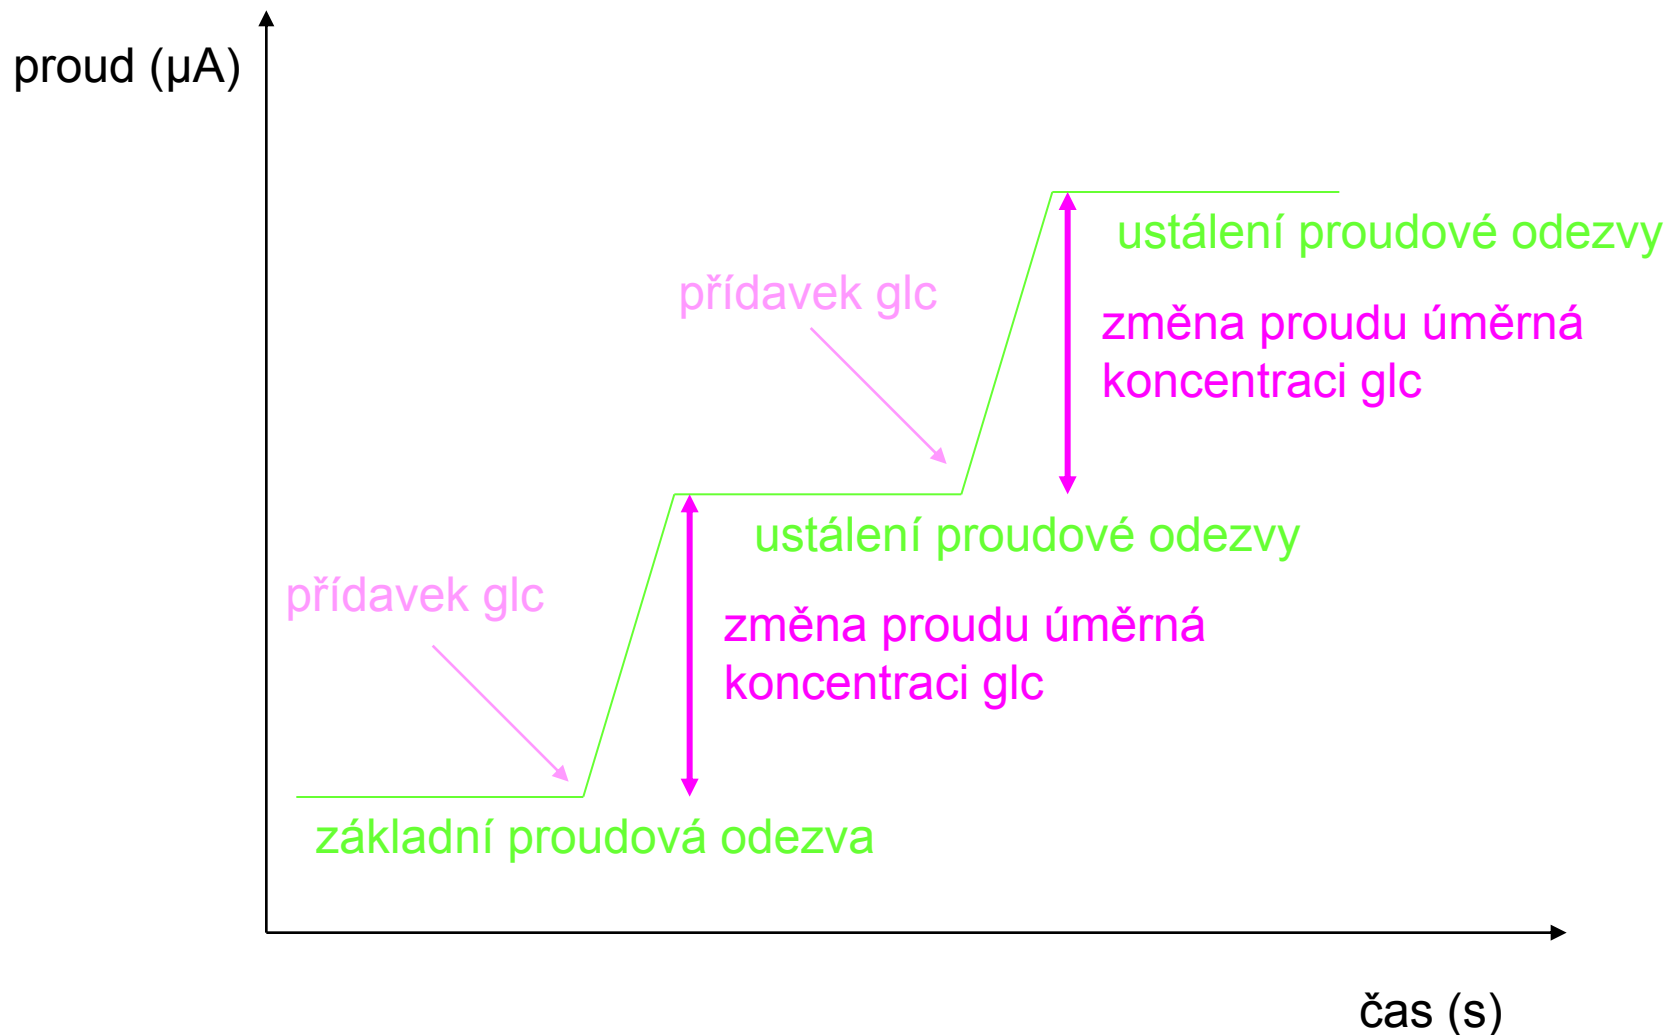 proud (µA)
ustálení proudové odezvy
přídavek glc
změna proudu úměrná
koncentraci glc
ustálení proudové odezvy
přídavek glc
změna proudu úměrná
koncentraci glc
základní proudová odezva
čas (s)